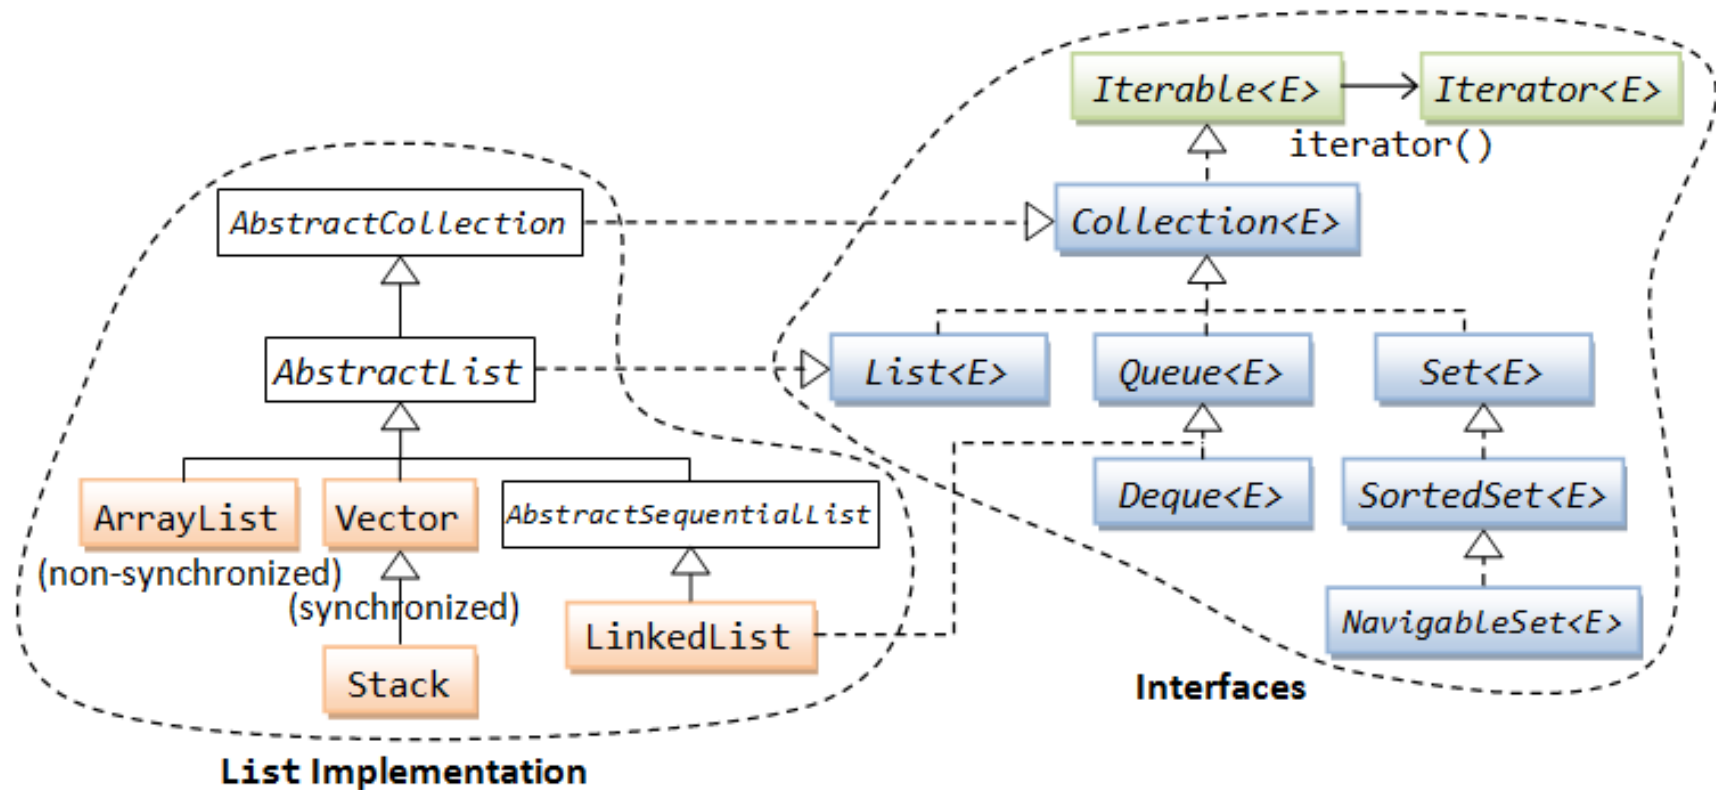 Iterable<E>
Iterator<E>
iterator()
AbstractCollection
Collection<E>
AbstractList
List<E>
Queue<E>
Set<E>
ArrayList
Vector
AbstractSequentialList
Deque<E>
SortedSet<E>
(non-synchronized)
(synchronized)
LinkedList
NavigableSet<E>
Stack
Interfaces
List Implementation